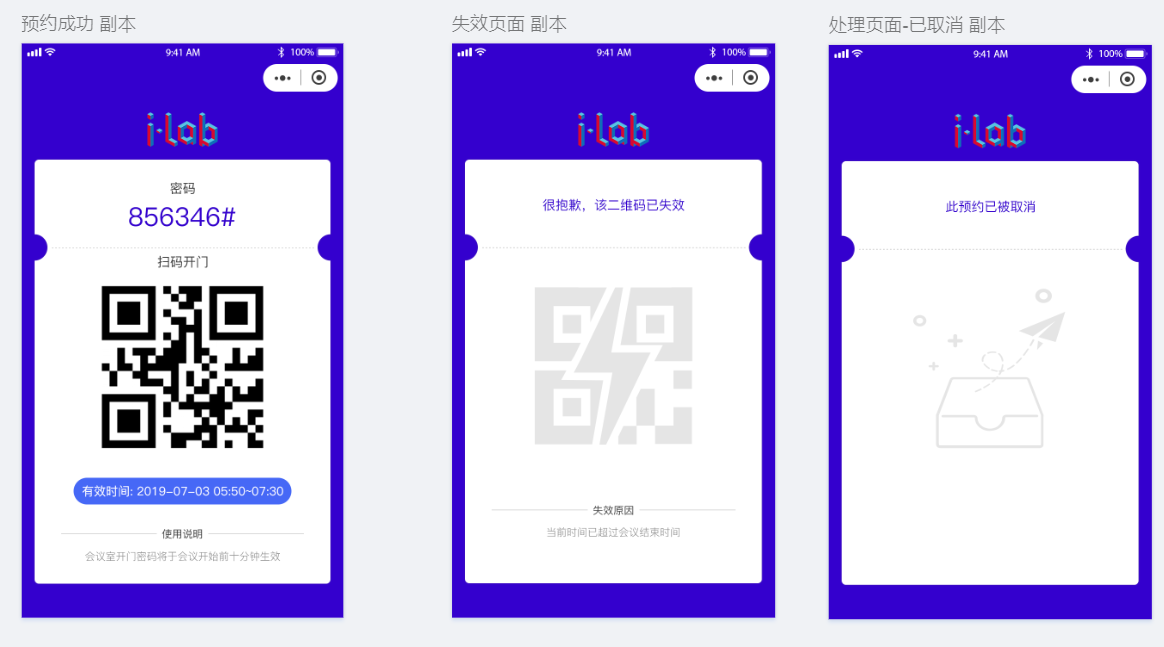 预约成功 副本
9:41 AM
100%
i·lab
密码
856346#
扫码开门
有效时间: 2019-07-03 05:50~07:30
使用说明
会议室开门密码将于会议开始前十分钟生效
失效页面 副本
9:41 AM
100%
i·lab
很抱歉，该二维码已失效
失效原因
当前时间已超过会议结束时间
处理页面-已取消 副本
9:41 AM
100%
i·lab
此预约已被取消